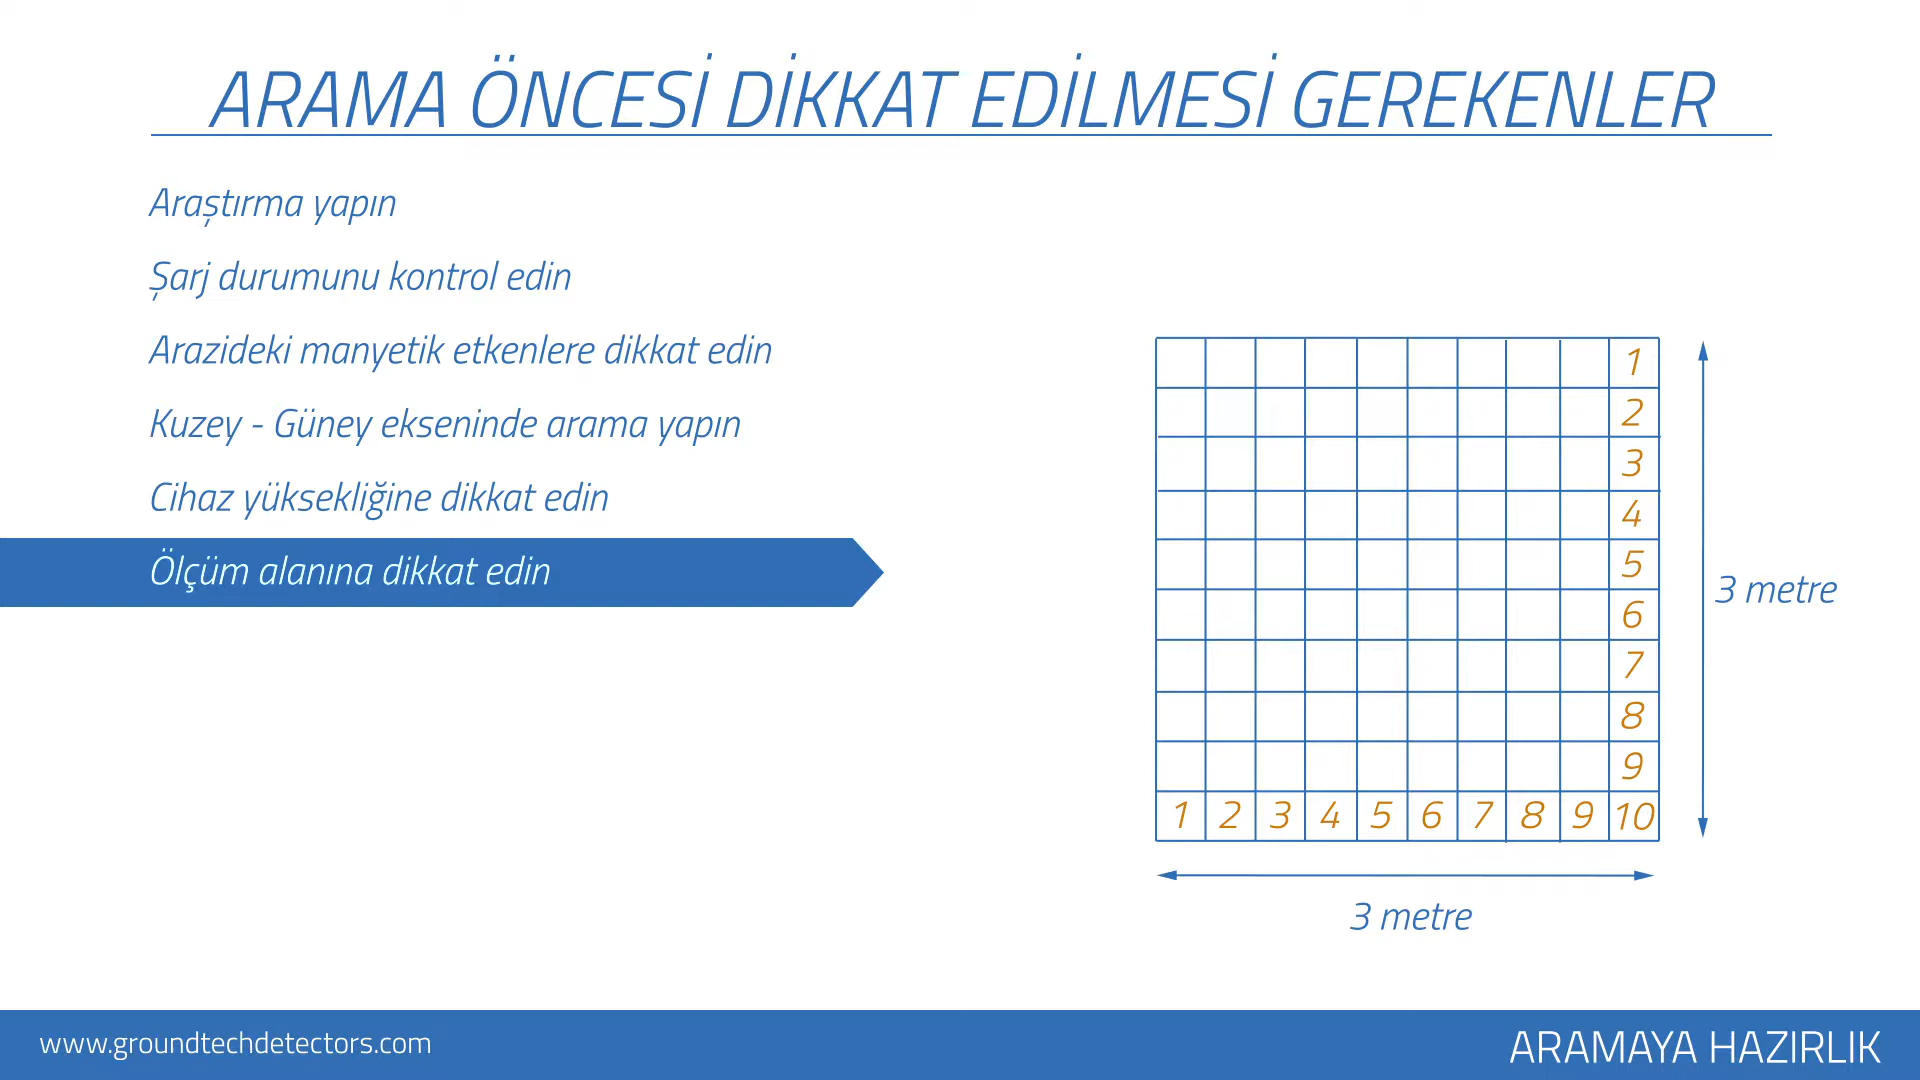 ARAMA ÖNCESİ DİKKAT EDİLMESİ GEREKENLER
Araştırma yapın
Şarj durumunu kontrol edin
Arazideki manyetik etkenlere dikkat edin
Kuzey - Güney ekseninde arama yapın
Cihaz yüksekliğine dikkat edin
Ölçüm alanına dikkat edin
1
2
3
4
5
6
7
8
9
1 2 3 4 5 6 7 8 9 10
3 metre
3 metre
www.groundtechdetectors.com
ARAMAYA HAZIRLIK